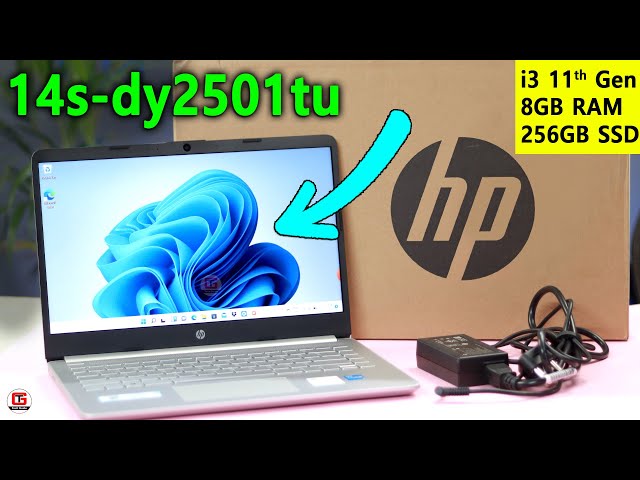 14s-dy2501tu
i3 11th Gen
8GB RAM
256GB SSD
hp
hp